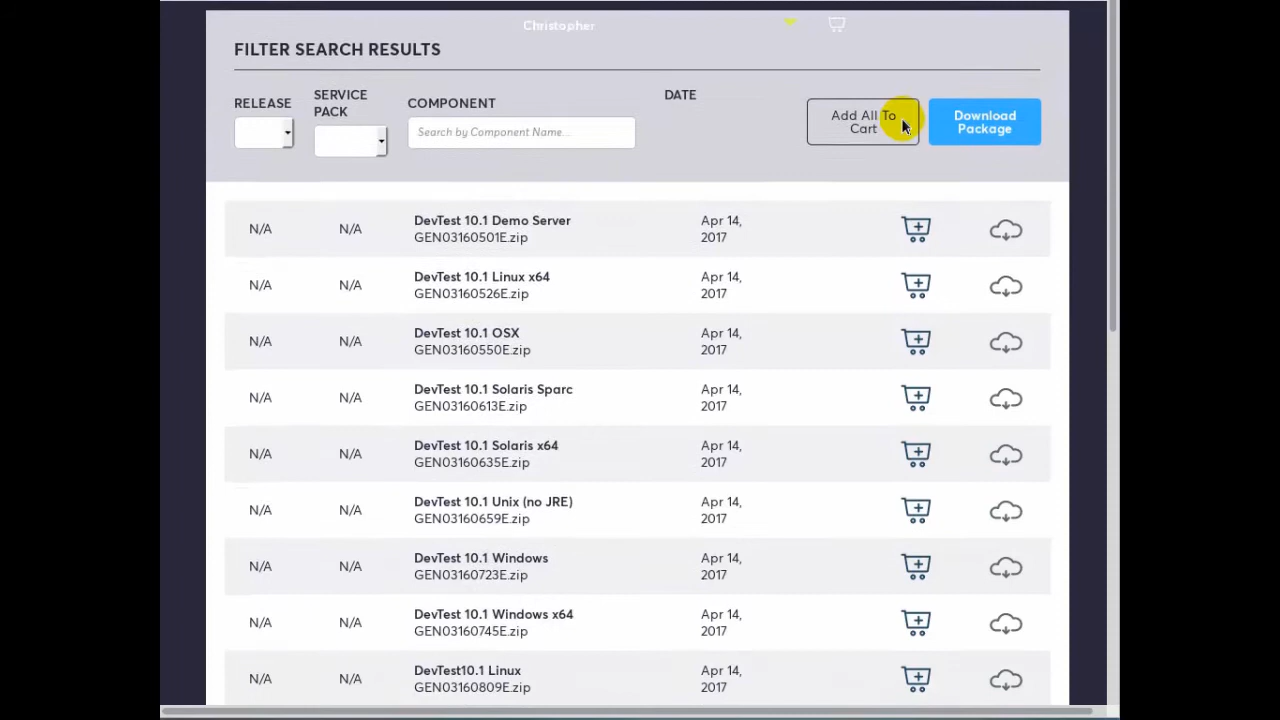 Christopher
FILTER SEARCH RESULTS
RELEASE
SERVICE
PACK
COMPONENT
Search by Component Name...
DATE
Add All To
Cart
Download
Package
N/A
N/A
DevTest 10.1 Demo Server
GEN03160501E.zip
Apr 14,
2017
N/A
N/A
DevTest 10.1 Linux x64
GEN03160526E.zip
Apr 14,
2017
N/A
N/A
DevTest 10.1 OSX
GEN03160550E.zip
Apr 14,
2017
N/A
N/A
DevTest 10.1 Solaris Sparc
GEN03160613E.zip
Apr 14,
2017
N/A
N/A
DevTest 10.1 Solaris x64
GEN03160635E.zip
Apr 14,
2017
N/A
N/A
DevTest 10.1 Unix (no JRE)
GEN03160659E.zip
Apr 14,
2017
N/A
N/A
DevTest 10.1 Windows
GEN03160723E.zip
Apr 14,
2017
N/A
N/A
DevTest 10.1 Windows x64
GEN03160745E.zip
Apr 14,
2017
N/A
N/A
DevTest10.1 Linux
GEN03160809E.zip
Apr 14,
2017